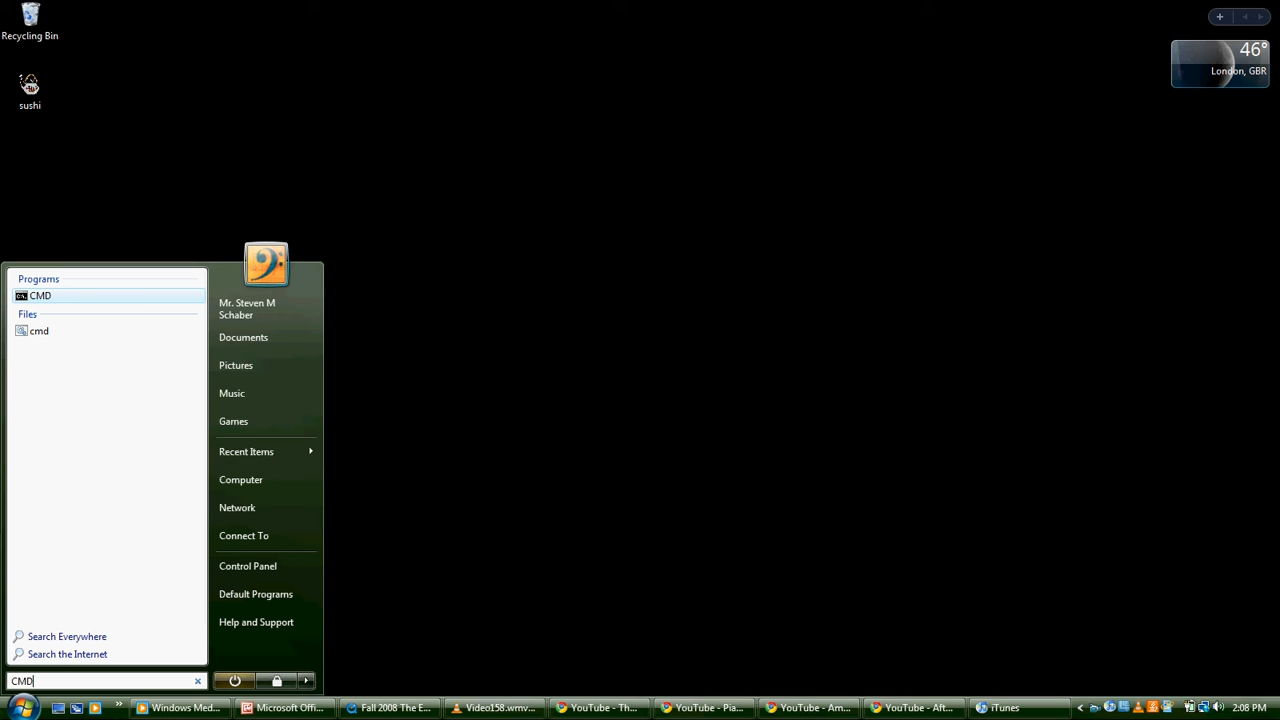 Recycling Bin
sushi
46°
London, GBR
Programs
CMD
Files
cmd
Search Everywhere
Search the Internet
CMD
Mr. Steven M
Schaber
Documents
Pictures
Music
Games
Recent Items
Computer
Network
Connect To
Control Panel
Default Programs
Help and Support
Windows Med...
Microsoft Offi...
Fall 2008 The E...
Video158.wmv...
YouTube - Th...
YouTube - Pia...
YouTube - Am...
YouTube - Aft...
iTunes
2:08 PM